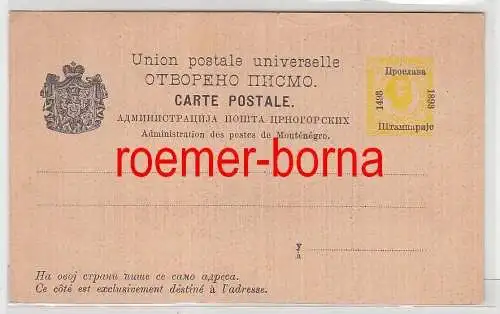 Union postale universelle
ОТВОРЕНО ПИСМО.
CARTE POSTALE.
АДМИНИСТРАЦИЈА ПОШТА ЦРНОГОРСКИХ
Administration des postes de Monténégro.
Прослава
1493
1893
Штампарије
roemer-borna
У
à
На овој страни пише се само адреса.
Ce côté est exclusivement déstiné à l'adresse.